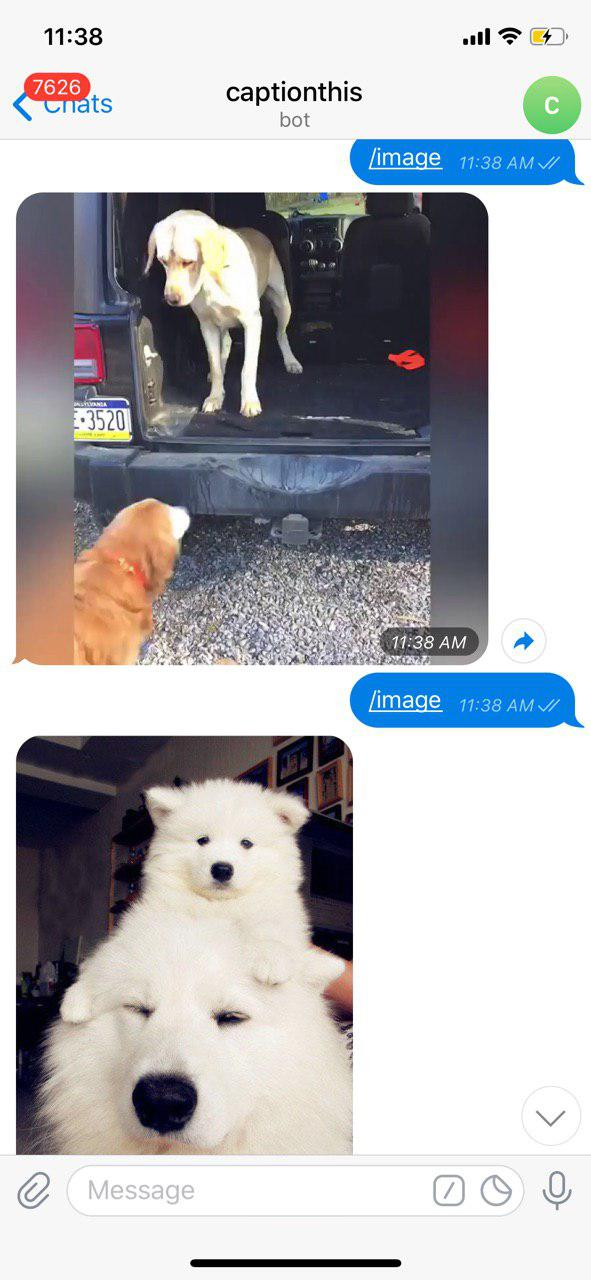 11:38
7626
Chats
captionthis
bot
C
/image 11:38 AM
E•3520
11:38 AM
/image 11:38 AM
Message